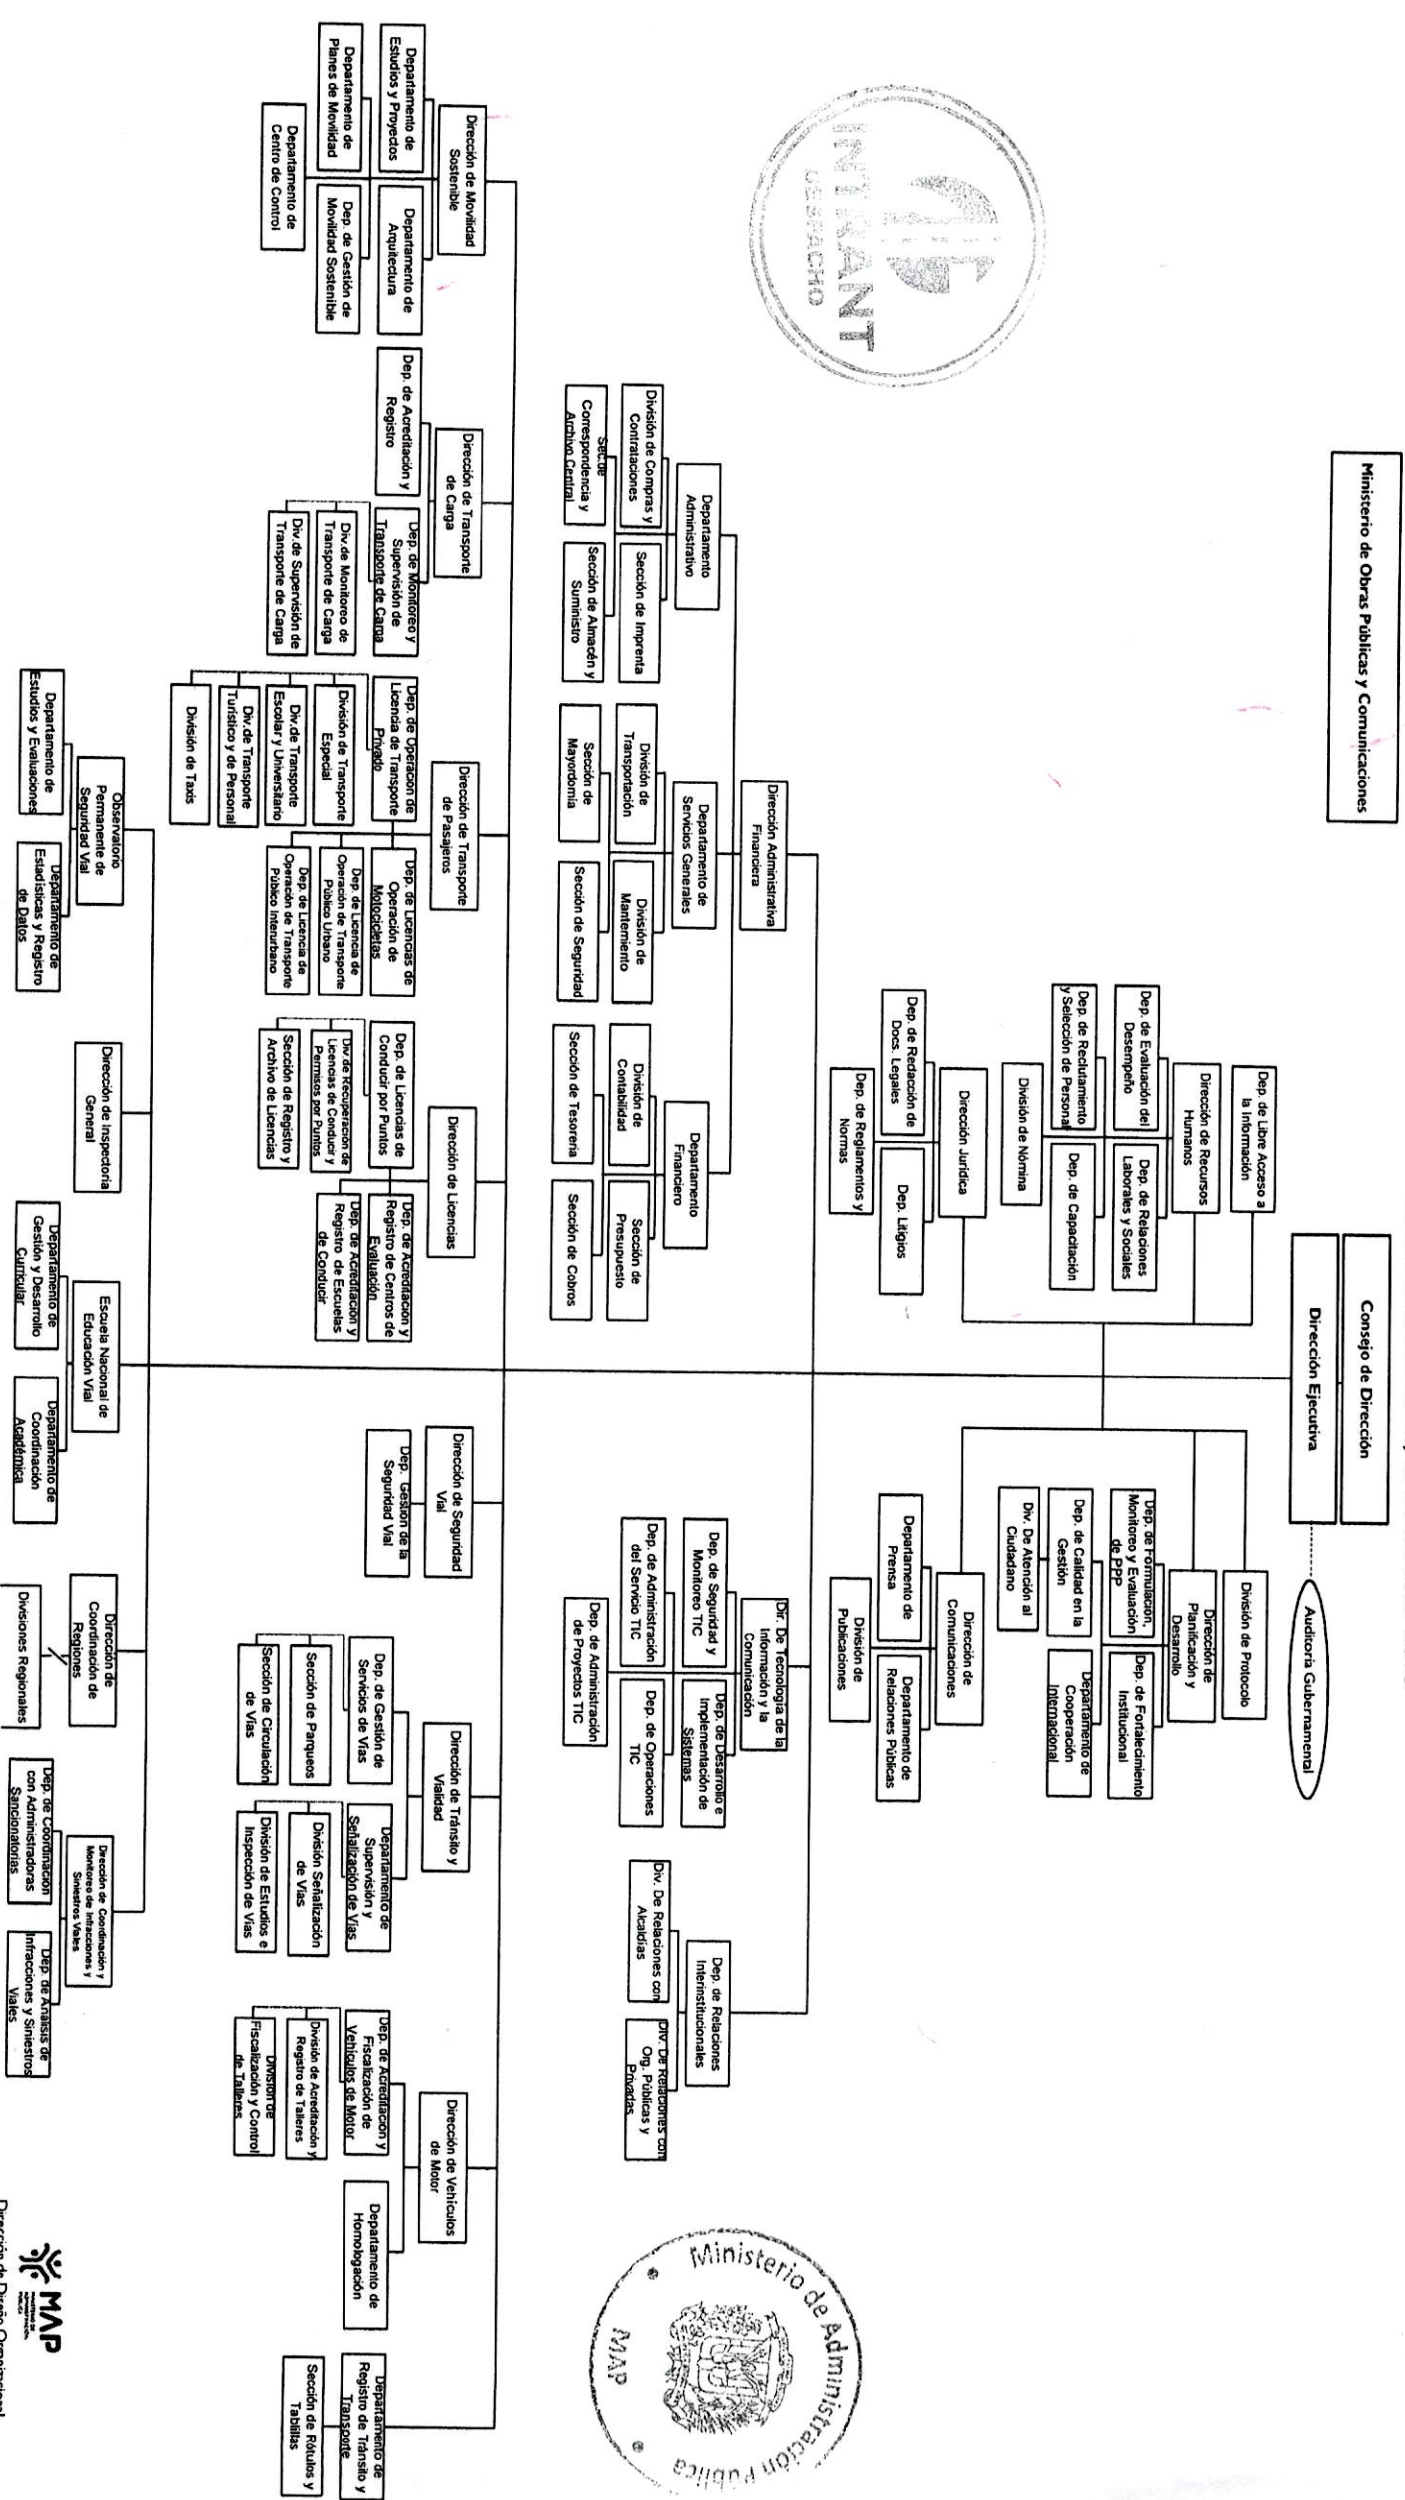 Ministerio de Obras Públicas y Comunicaciones
Consejo de Dirección
Dirección Ejecutiva
Auditoría Gubernamental
Dep. de Libre Acceso a
la Información
Dirección de Recursos
Humanos
Dep. de Evaluación del
Desempeño
Dep. de Relaciones
Laborales y Sociales
Dep. de Reclutamiento
y Selección de Personal
Dep. de Capacitación
División de Nómina
Dirección Jurídica
Dep. de Redacción de
Docs. Legales
Dep. Litigios
Dep. de Reglamentos y
Normas
División de Protocolo
Dirección de
Planificación y
Desarrollo
Dep. de Formulación,
Monitoreo y Evaluación
de PPP
Dep. de Fortalecimiento
Institucional
Dep. de Calidad en la
Gestión
Departamento de
Cooperación
Internacional
Div. De Atención al
Ciudadano
Dirección de
Comunicaciones
Departamento de
Prensa
Departamento de
Relaciones Públicas
División de
Publicaciones
Dirección Administrativa
Financiera
Departamento
Administrativo
División de Compras y
Contrataciones
Sección de Imprenta
Sec.de
Correspondencia y
Archivo Central
Sección de Almacén y
Suministro
Departamento de
Servicios Generales
División de
Transportación
División de
Mantemiento
Sección de
Mayordomía
Sección de Seguridad
Departamento
Financiero
División de
Contabilidad
Sección de
Presupuesto
Sección de Tesorería
Sección de Cobros
Dir. De Tecnología de la
Información y la
Comunicación
Dep. de Seguridad y
Monitoreo TIC
Dep. de Desarrollo e
Implementación de
Sistemas
Dep. de Administración
del Servicio TIC
Dep. de Operaciones
TIC
Dep. de Administración
de Proyectos TIC
Dep. de Relaciones
Interinstitucionales
Div. De Relaciones con
Alcaldías
Div. De Relaciones con
Org. Públicas y
Privadas
Dirección de Movilidad
Sostenible
Departamento de
Estudios y Proyectos
Departamento de
Arquitectura
Departamento de
Planes de Movilidad
Dep. de Gestión de
Movilidad Sostenible
Departamento de
Centro de Control
Dirección de Transporte
de Carga
Dep. de Acreditación y
Registro
Dep. de Monitoreo y
Supervisión de
Transporte de Carga
Div.de Monitoreo de
Transporte de Carga
Div.de Supervisión de
Transporte de Carga
Dirección de Transporte
de Pasajeros
Dep. de Operación de
Licencia de Transporte
Privado
División de Transporte
Especial
Div.de Transporte
Escolar y Universitario
Div.de Transporte
Turístico y de Personal
División de Taxis
Dep. de Licencias de
Operación de
Motocicletas
Dep. de Licencia de
Operación de Transporte
Público Urbano
Dep. de Licencia de
Operación de Transporte
Público Interurbano
Dirección de Licencias
Dep. de Licencias de
Conducir por Puntos
Div.de Recuperación de
Licencias de Conducir y
Permisos por Puntos
Sección de Registro y
Archivo de Licencias
Dep. de Acreditación y
Registro de Centros de
Evaluación
Dep. de Acreditación y
Registro de Escuelas
de Conducir
Dirección de Seguridad
Vial
Dep. Gestión de la
Seguridad Vial
Dirección de Tránsito y
Vialidad
Dep. de Gestión de
Servicios de Vías
Sección de Parqueos
Sección de Circulación
de Vías
Departamento de
Supervisión y
Señalización de Vías
División Señalización
de Vías
División de Estudios e
Inspección de Vías
Dirección de Vehículos
de Motor
Dep. de Acreditación y
Fiscalización de
Vehículos de Motor
División de Acreditación y
Registro de Talleres
División de
Fiscalización y Control
de Talleres
Departamento de
Homologación
Departamento de
Registro de Tránsito y
Transporte
Sección de Rótulos y
Tablillas
Observatorio
Permanente de
Seguridad Vial
Departamento de
Estudios y Evaluaciones
Departamento de
Estadísticas y Registro
de Datos
Dirección de Inspectoría
General
Escuela Nacional de
Educación Vial
Departamento de
Gestión y Desarrollo
Curricular
Departamento de
Coordinación
Académica
Dirección de
Coordinación de
Regiones
Divisiones Regionales
Dirección de Coordinación y
Monitoreo de Infracciones y
Siniestros Viales
Dep. de Coordinación
con Administradoras
Sancionatorias
Dep. de Análisis de
Infracciones y Siniestros
Viales
INTRANT
DESPACHO
Ministerio de Administración Pública
MAP
MAP
MINISTERIO DE
ADMINISTRACIÓN
PÚBLICA